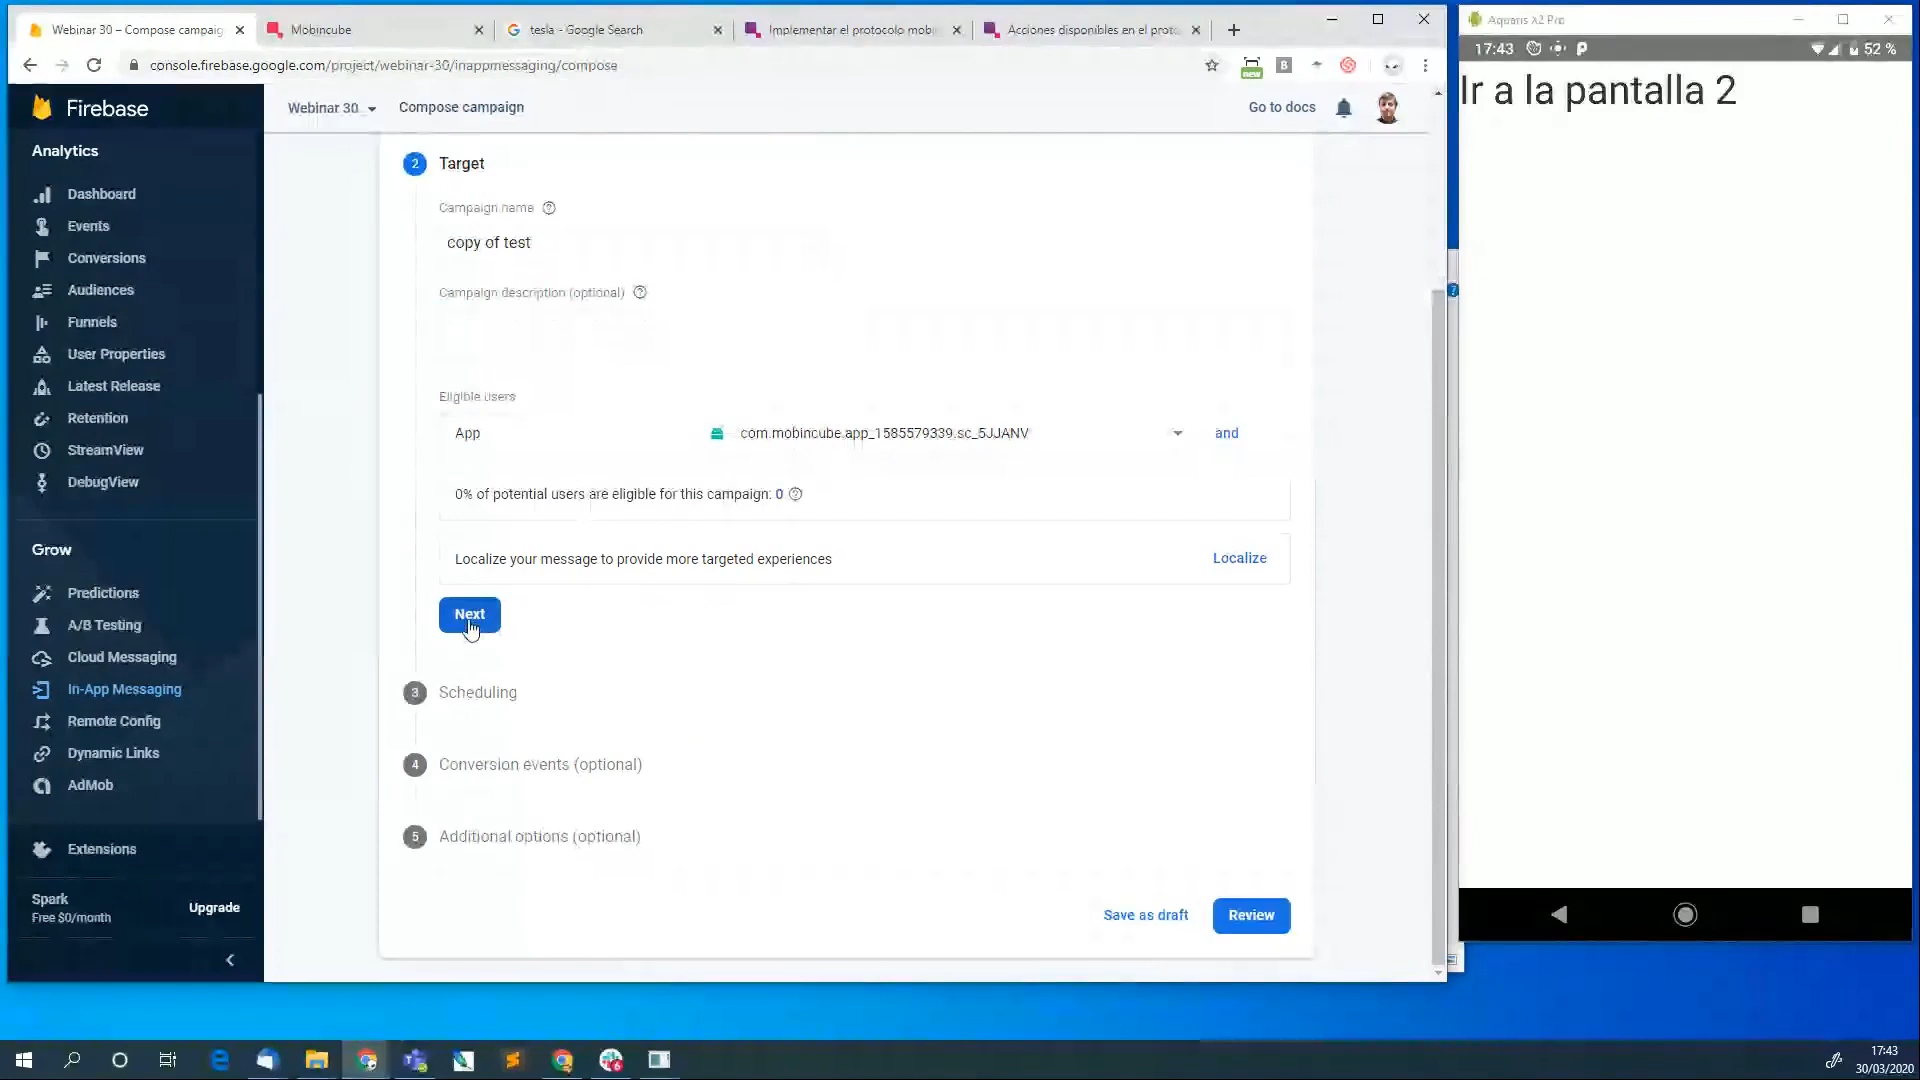 Webinar 30 – Compose campaig
Mobincube
tesla - Google Search
Implementar el protocolo mobi
Acciones disponibles en el proto
console.firebase.google.com/project/webinar-30/inappmessaging/compose
new
B
Firebase
Webinar 30
Compose campaign
Go to docs
Analytics
Dashboard
Events
Conversions
Audiences
Funnels
User Properties
Latest Release
Retention
StreamView
DebugView
Grow
Predictions
A/B Testing
Cloud Messaging
In-App Messaging
Remote Config
Dynamic Links
AdMob
Extensions
Spark
Free $0/month
Upgrade
2 Target
Campaign name
copy of test
Campaign description (optional)
Eligible users
App
com.mobincube.app_1585579339.sc_5JJANV
and
0% of potential users are eligible for this campaign: 0
Localize your message to provide more targeted experiences
Localize
Next
3 Scheduling
4 Conversion events (optional)
5 Additional options (optional)
Save as draft
Review
Aquaris X2 Pro
17:43
52 %
Ir a la pantalla 2
17:43
30/03/2020